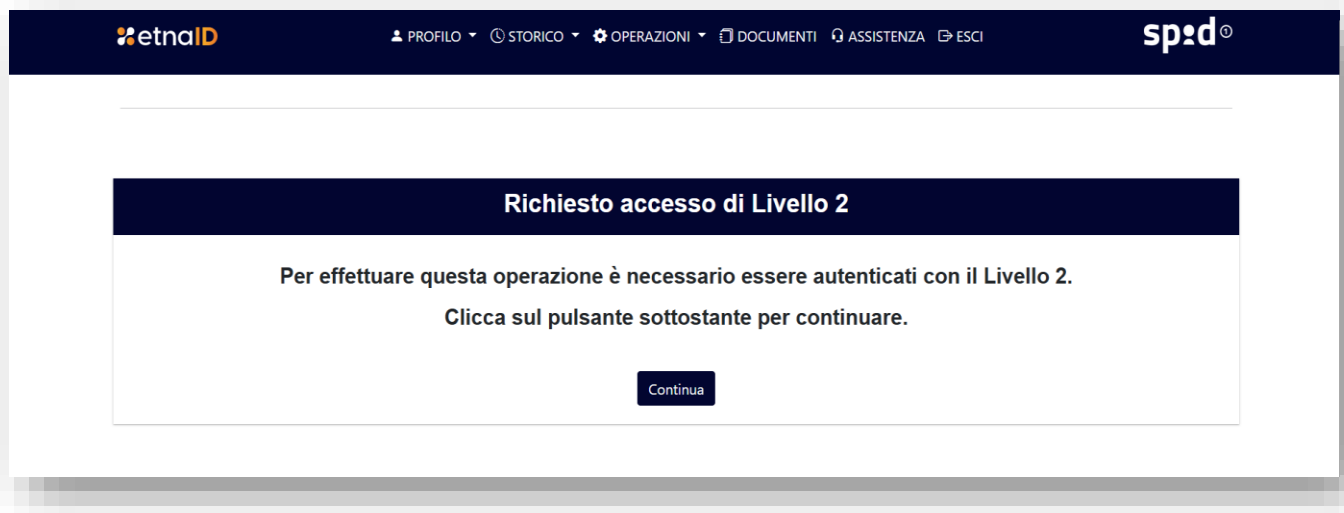 etnaID
PROFILO STORICO OPERAZIONI DOCUMENTI ASSISTENZA ESCI
spid 1
Richiesto accesso di Livello 2
Per effettuare questa operazione è necessario essere autenticati con il Livello 2.
Clicca sul pulsante sottostante per continuare.
Continua